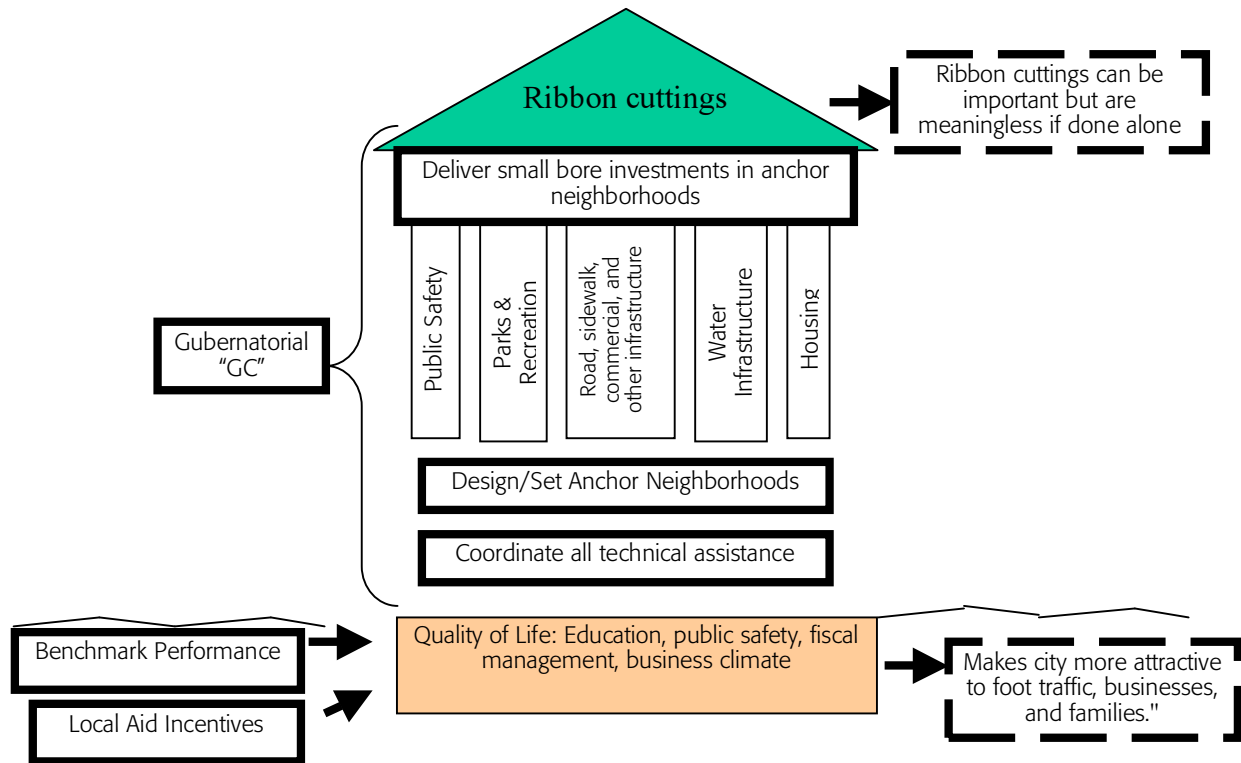 Ribbon cuttings
Ribbon cuttings can be
important but are
meaningless if done alone
Deliver small bore investments in anchor
neighborhoods
Public Safety
Parks &
Recreation
Road, sidewalk,
commercial, and
other infrastructure
Water
Infrastructure
Housing
Gubernatorial
“GC”
Design/Set Anchor Neighborhoods
Coordinate all technical assistance
Benchmark Performance
Local Aid Incentives
Quality of Life: Education, public safety, fiscal
management, business climate
Makes city more attractive
to foot traffic, businesses,
and families."